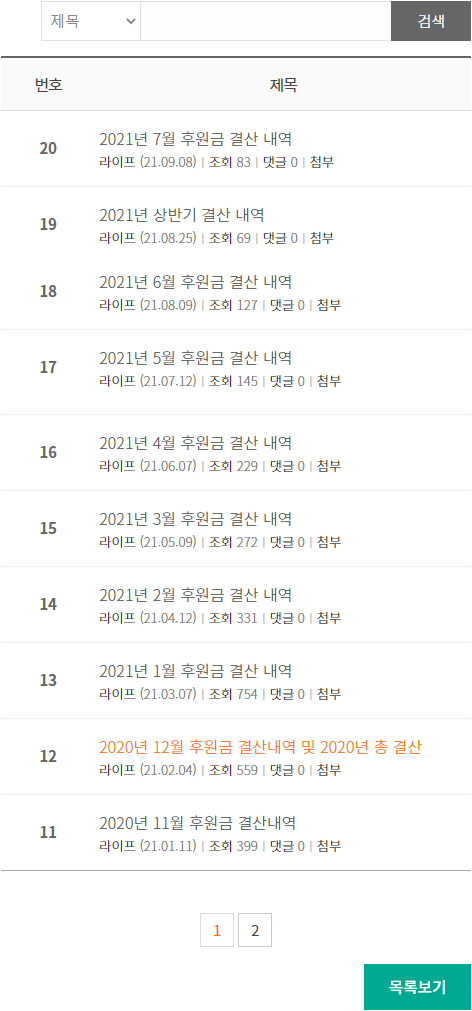 제목 검색
번호 제목
20 2021년 7월 후원금 결산 내역
라이프 (21.09.08) | 조회 83 | 댓글 0 | 첨부
19 2021년 상반기 결산 내역
라이프 (21.08.25) | 조회 69 | 댓글 0 | 첨부
18 2021년 6월 후원금 결산 내역
라이프 (21.08.09) | 조회 127 | 댓글 0 | 첨부
17 2021년 5월 후원금 결산 내역
라이프 (21.07.12) | 조회 145 | 댓글 0 | 첨부
16 2021년 4월 후원금 결산 내역
라이프 (21.06.07) | 조회 229 | 댓글 0 | 첨부
15 2021년 3월 후원금 결산 내역
라이프 (21.05.09) | 조회 272 | 댓글 0 | 첨부
14 2021년 2월 후원금 결산 내역
라이프 (21.04.12) | 조회 331 | 댓글 0 | 첨부
13 2021년 1월 후원금 결산 내역
라이프 (21.03.07) | 조회 754 | 댓글 0 | 첨부
12 2020년 12월 후원금 결산내역 및 2020년 총 결산
라이프 (21.02.04) | 조회 559 | 댓글 0 | 첨부
11 2020년 11월 후원금 결산내역
라이프 (21.01.11) | 조회 399 | 댓글 0 | 첨부
1 2
목록보기